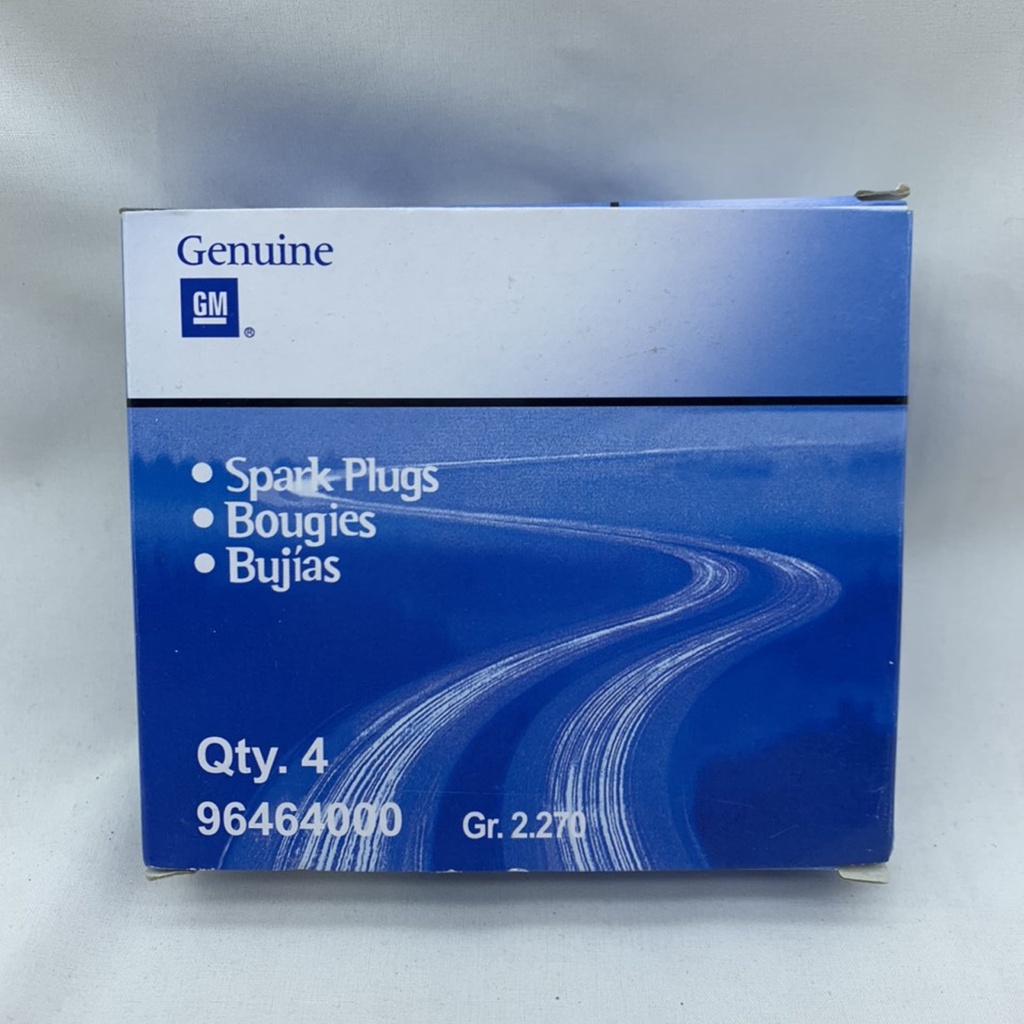 Genuine
GM
®
• Spark Plugs
• Bougies
• Bujías
Qty. 4
96464000 Gr. 2.270